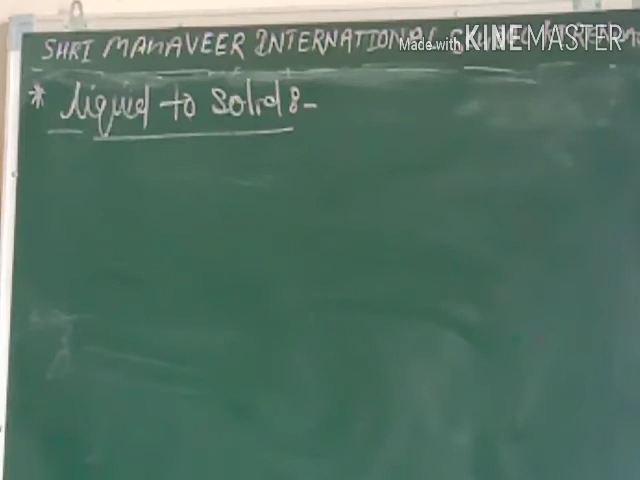 SHRI MAHAVEER INTERNATIONAL
Made with KINEMASTER
* liquid to solid :-